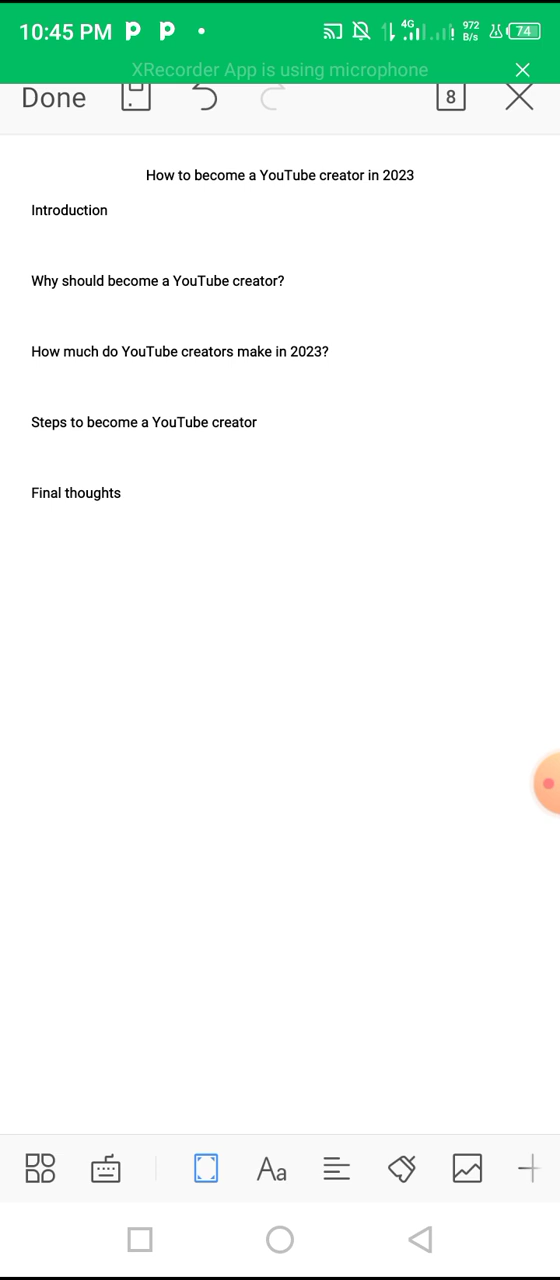 10:45 PM
4G
972
B/s
74
XRecorder App is using microphone
Done
8
How to become a YouTube creator in 2023
Introduction
Why should become a YouTube creator?
How much do YouTube creators make in 2023?
Steps to become a YouTube creator
Final thoughts
Aa